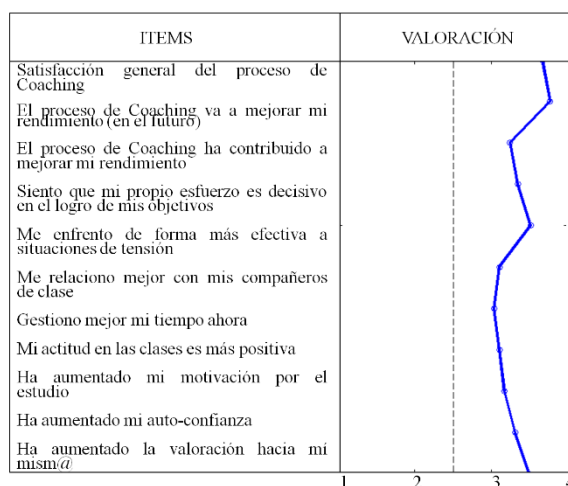 ITEMS
VALORACIÓN
Satisfacción general del proceso de
Coaching
El proceso de Coaching va a mejorar mi
rendimiento (en el futuro)
El proceso de Coaching ha contribuido a
mejorar mi rendimiento
Siento que mi propio esfuerzo es decisivo
en el logro de mis objetivos
Me enfrento de forma más efectiva a
situaciones de tensión
Me relaciono mejor con mis compañeros
de clase
Gestiono mejor mi tiempo ahora
Mi actitud en las clases es más positiva
Ha aumentado mi motivación por el
estudio
Ha aumentado mi auto-confianza
Ha aumentado la valoración hacia mí
mism@
1 2 3 4